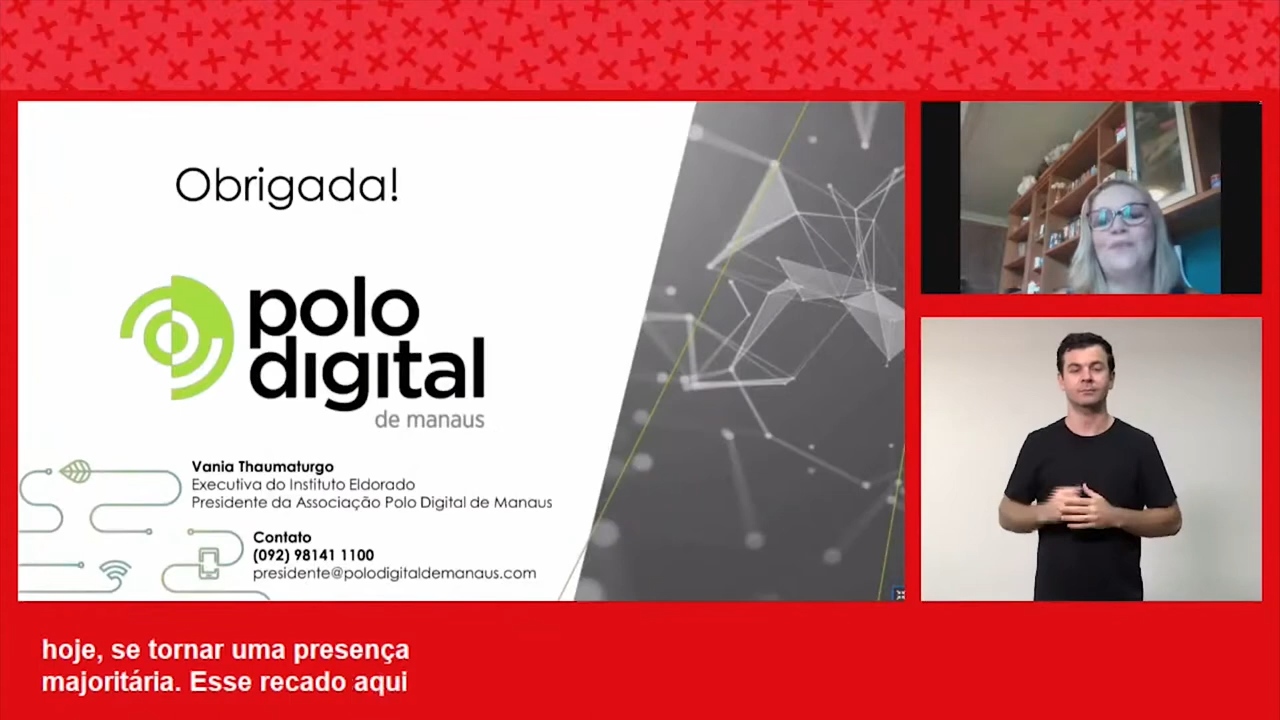 Obrigada!
polo
digital
de manaus
Vania Thaumaturgo
Executiva do Instituto Eldorado
Presidente da Associação Polo Digital de Manaus
Contato
(092) 98141 1100
presidente@polodigitaldemanaus.com
hoje, se tornar uma presença
majoritária. Esse recado aqui